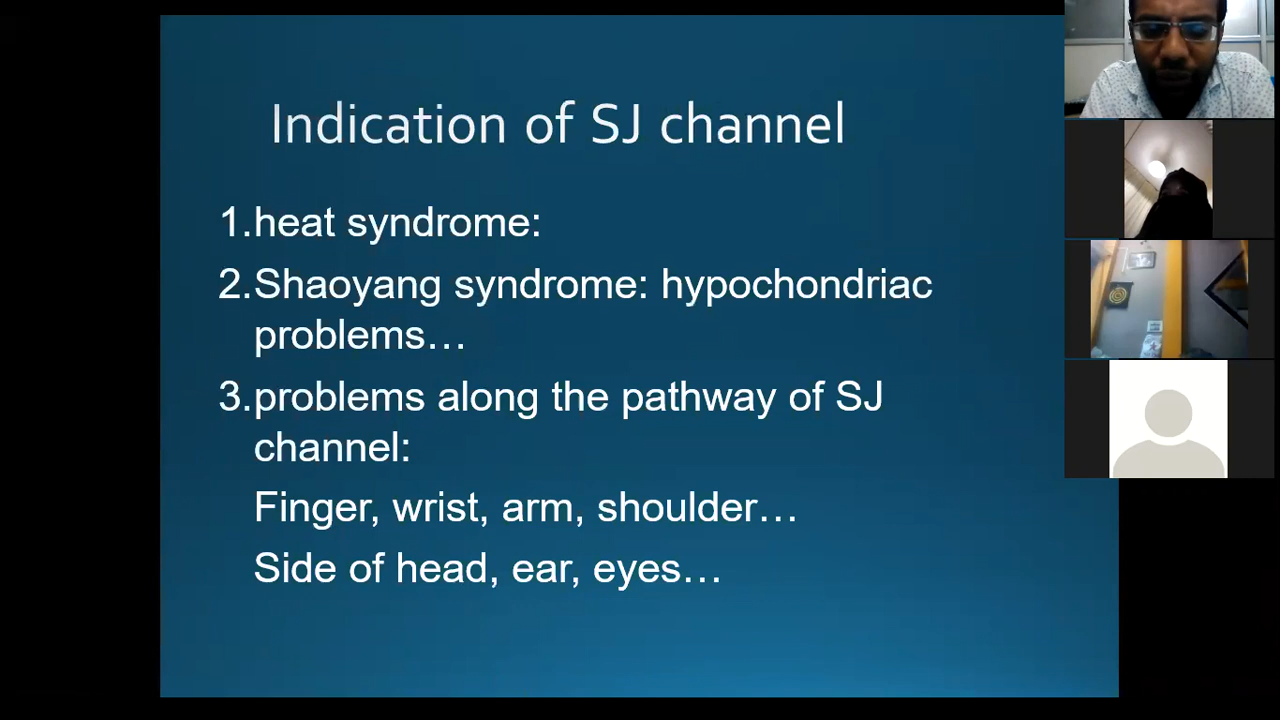 Indication of SJ channel
1.heat syndrome:
2.Shaoyang syndrome: hypochondriac
problems…
3.problems along the pathway of SJ
channel:
Finger, wrist, arm, shoulder…
Side of head, ear, eyes…